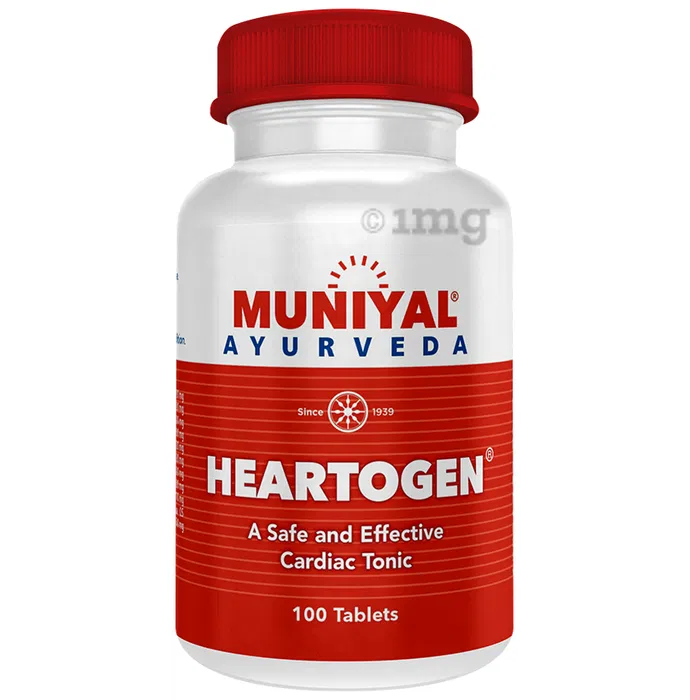 © 1mg
MUNIYAL®
AYURVEDA
Since 1939
HEARTOGEN®
A Safe and Effective
Cardiac Tonic
100 Tablets